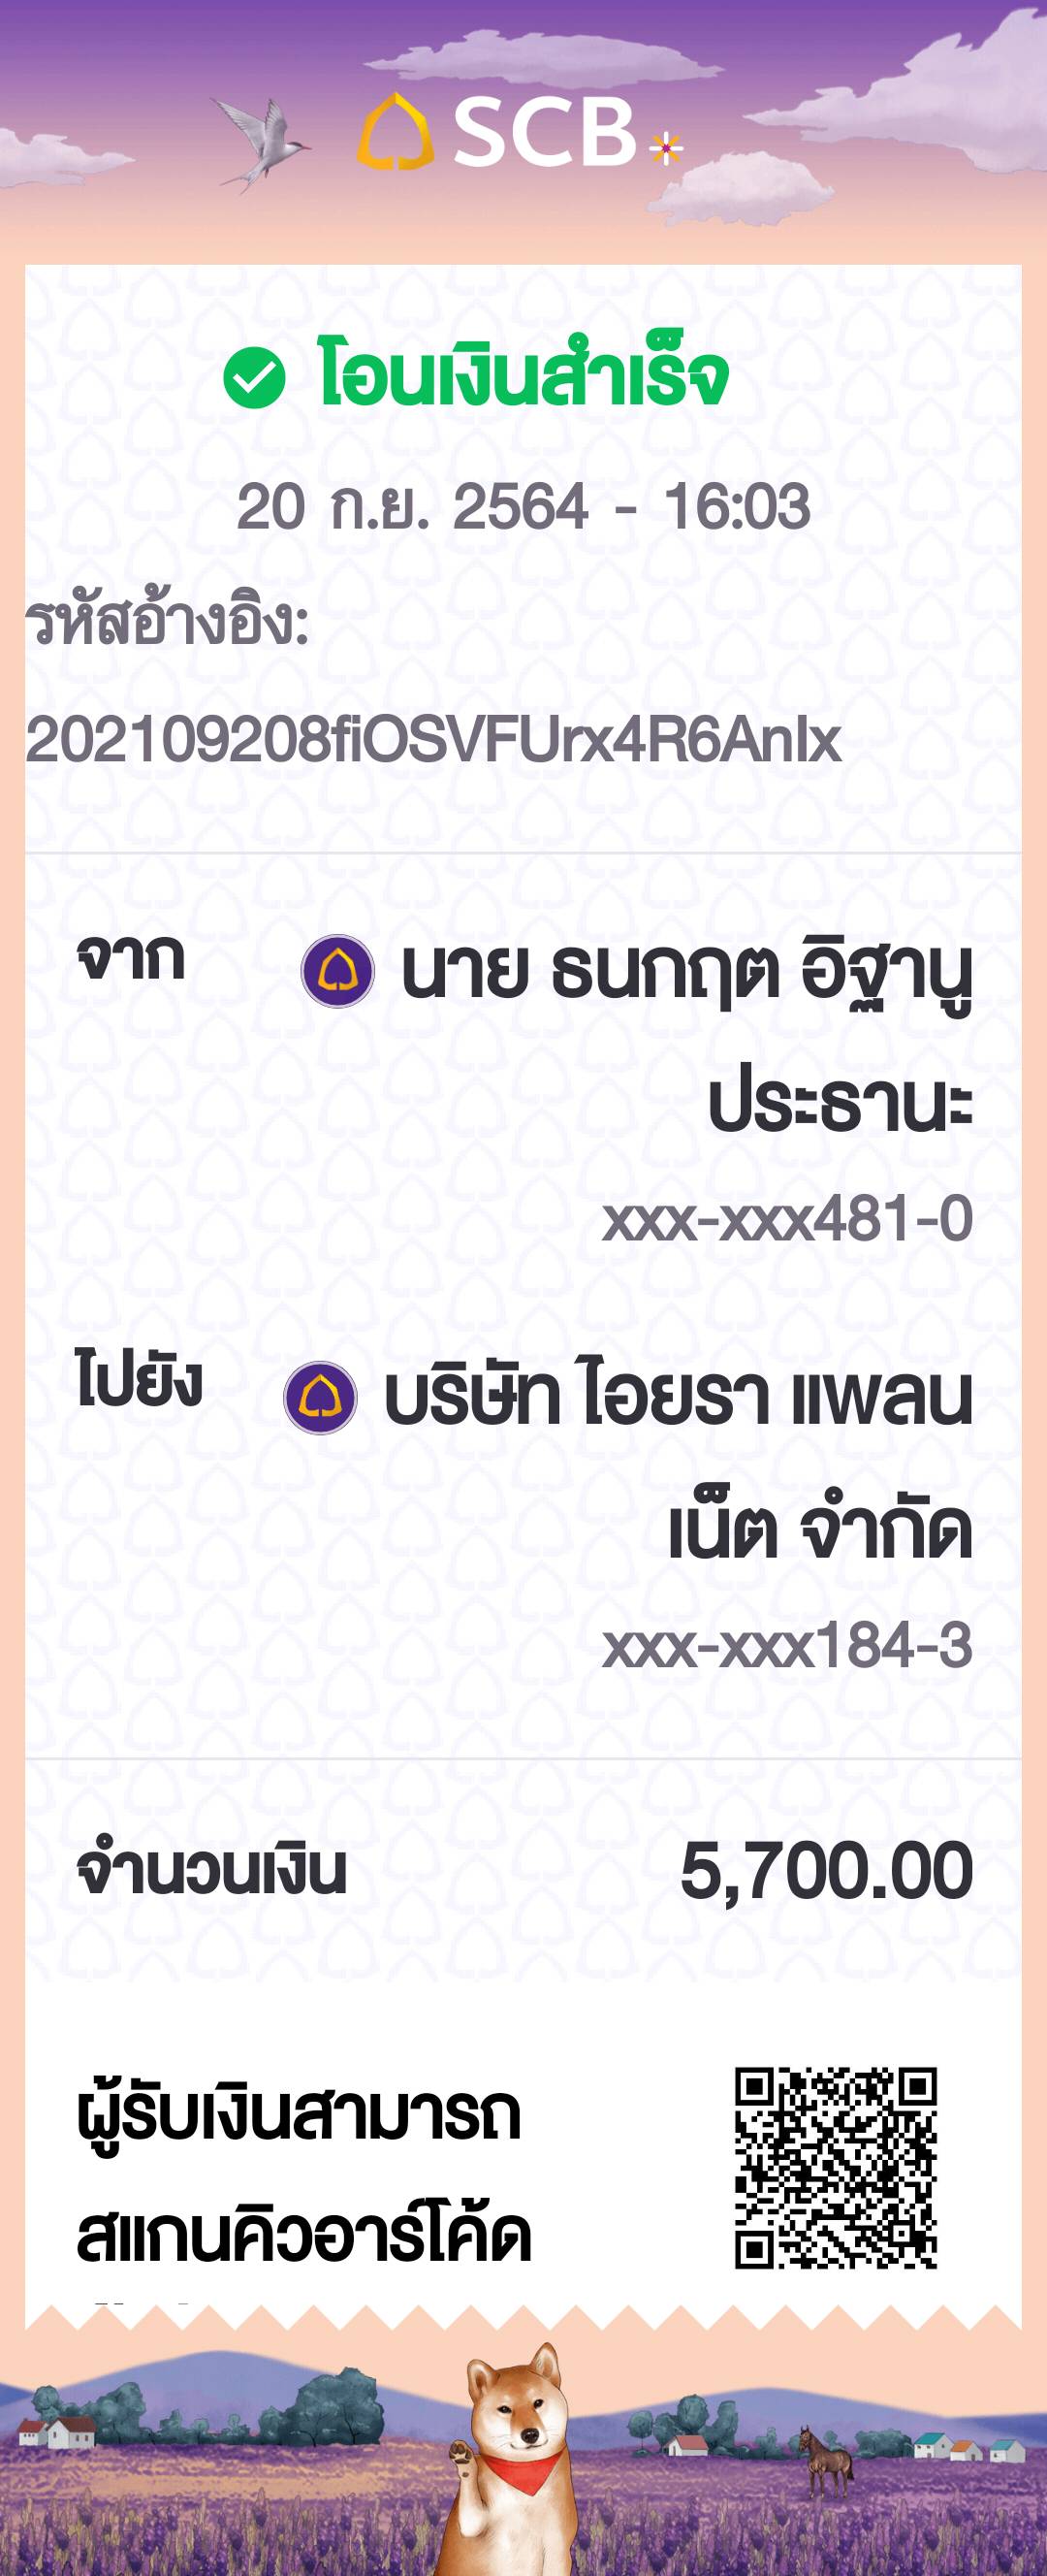 SCB
โอนเงินสำเร็จ
20 ก.ย. 2564 - 16:03
รหัสอ้างอิง:
202109208fiOSVFUrx4R6AnIx
จาก นาย ธนกฤต อิฐานู
ประธานะ
xxx-xxx481-0
ไปยัง บริษัท ไอยรา แพลน
เน็ต จำกัด
xxx-xxx184-3
จำนวนเงิน 5,700.00
ผู้รับเงินสามารถ
สแกนคิวอาร์โค้ด